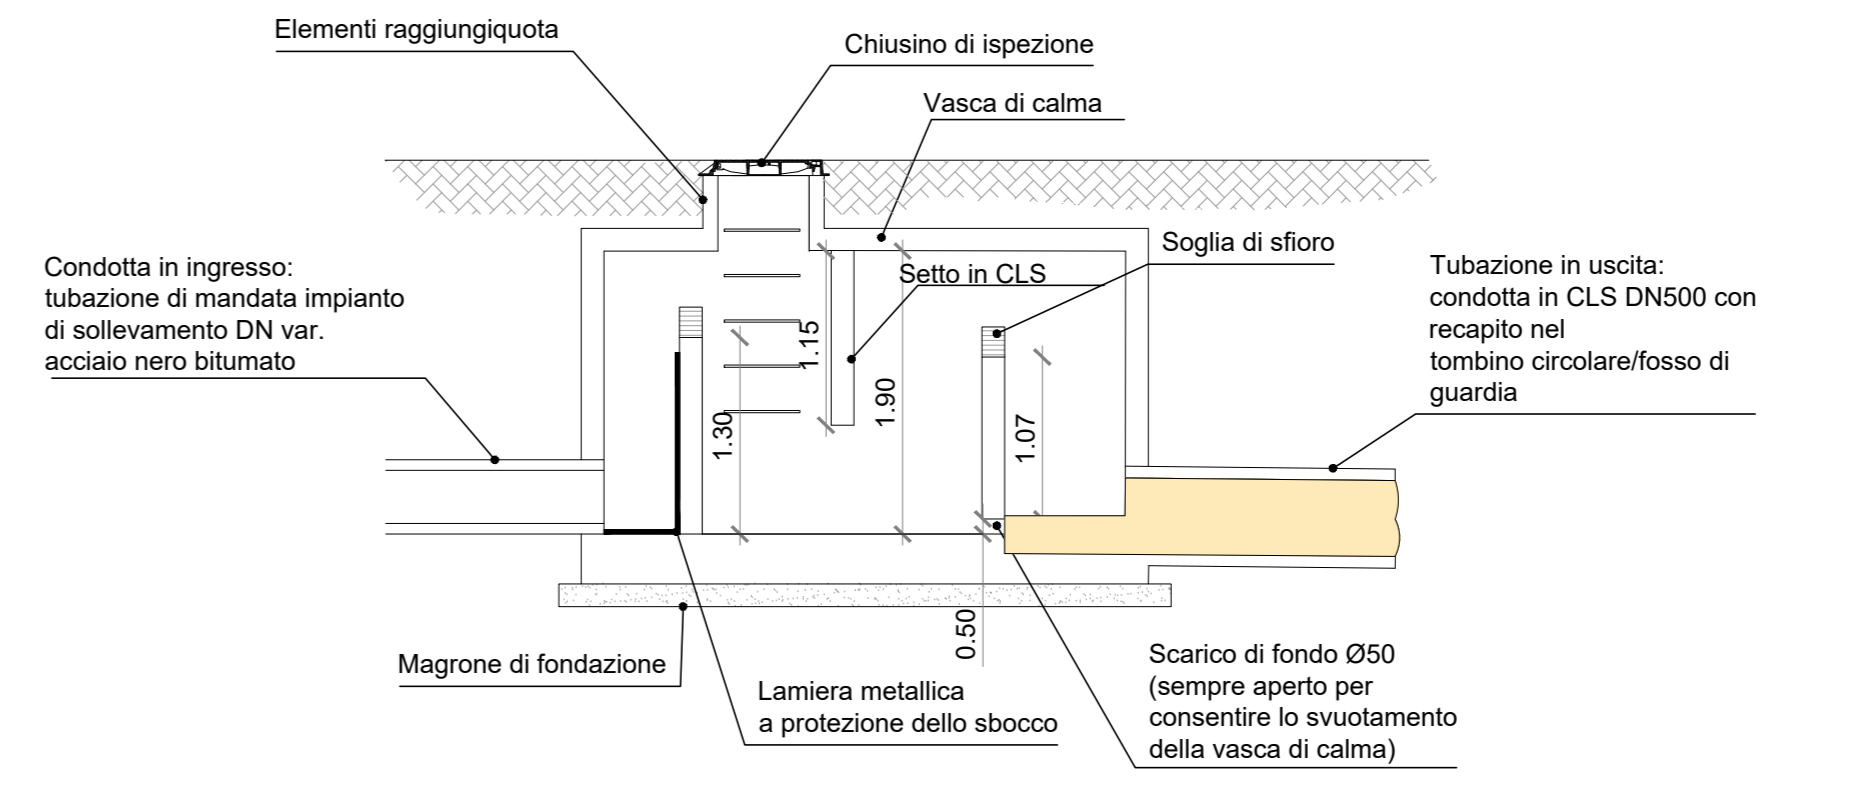 Elementi raggiungiquota
Chiusino di ispezione
Vasca di calma
Soglia di sfioro
Setto in CLS
Condotta in ingresso:
tubazione di mandata impianto
di sollevamento DN var.
acciaio nero bitumato
Tubazione in uscita:
condotta in CLS DN500 con
recapito nel
tombino circolare/fosso di
guardia
1.15
1.90
1.30
1.07
0.50
Magrone di fondazione
Lamiera metallica
a protezione dello sbocco
Scarico di fondo Ø50
(sempre aperto per
consentire lo svuotamento
della vasca di calma)